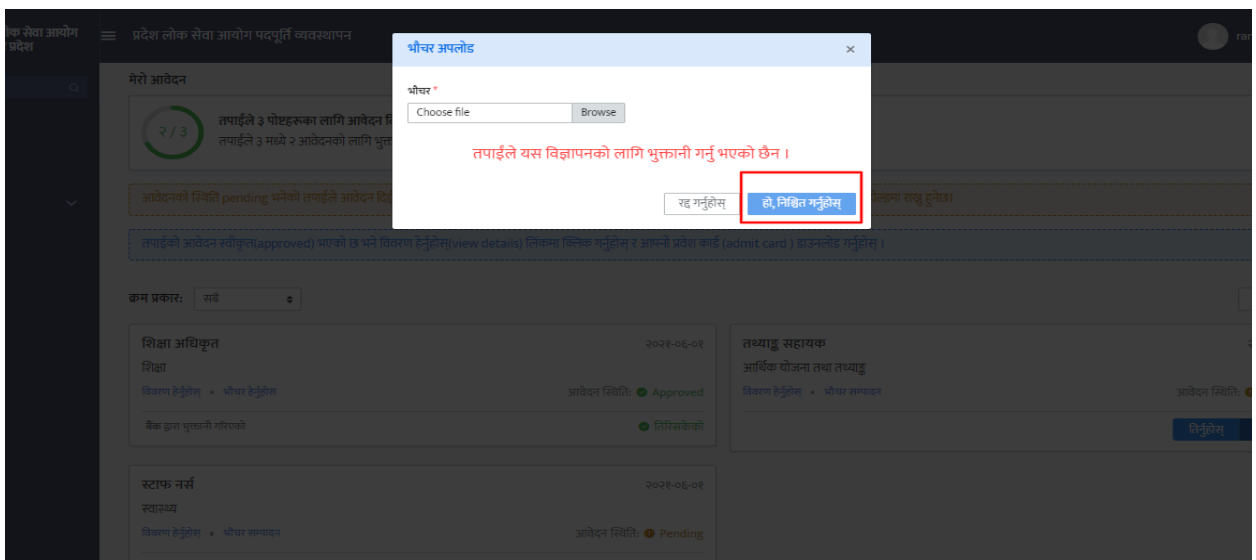 लोक सेवा आयोग
प्रदेश
प्रदेश लोक सेवा आयोग पदपूर्ति व्यवस्थापन
भौचर अपलोड ×
मेरो आवेदन
भौचर *
Choose file Browse
२ / ३
तपाईंले ३ पोष्टहरूका लागि आवेदन
तपाईंले ३ मध्ये २ आवेदनको लागि
तपाईंले यस विज्ञापनको लागि भुक्तानी गर्नु भएको छैन ।
रद्द गर्नुहोस् हो, निश्चित गर्नुहोस्
आवेदनको स्थिति pending भनेको तपाईंले आवेदन राख्नु हुनेछ।
तपाईंको आवेदन स्वीकृत(approved) भएको छ भने विवरण हेर्नुहोस्(view details) लिंकमा क्लिक गर्नुहोस् र आफ्नो प्रवेश कार्ड (admit card ) डाउनलोड गर्नुहोस् ।
क्रम प्रकार: सबै
शिक्षा अधिकृत २०२१-०६-०१
शिक्षा
विवरण हेर्नुहोस् • भौचर हेर्नुहोस आवेदन स्थिति: Approved
बैंक द्वारा भुक्तानी गरिएको तिरिसकेको
तथ्याङ्क सहायक
आर्थिक योजना तथा तथ्याङ्क
विवरण हेर्नुहोस् • भौचर सम्पादन आवेदन स्थिति:
तिर्नुहोस्
स्टाफ नर्स २०२१-०६-०१
स्वास्थ्य
विवरण हेर्नुहोस् • भौचर सम्पादन आवेदन स्थिति: Pending